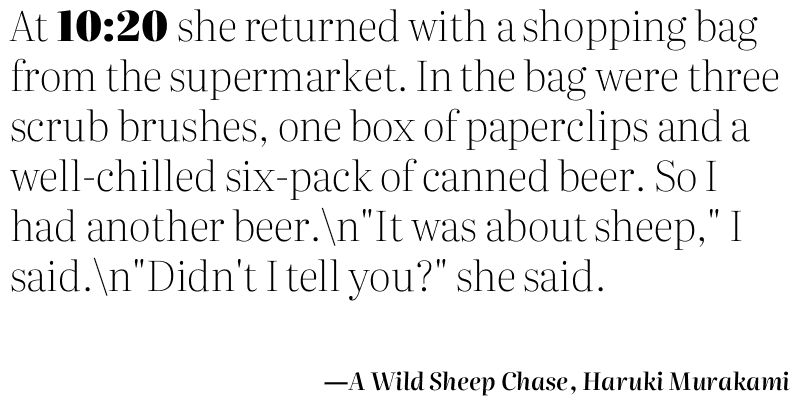 At 10:20 she returned with a shopping bag
from the supermarket. In the bag were three
scrub brushes, one box of paperclips and a
well-chilled six-pack of canned beer. So I
had another beer.\n"It was about sheep," I
said.\n"Didn't I tell you?" she said.
—A Wild Sheep Chase, Haruki Murakami